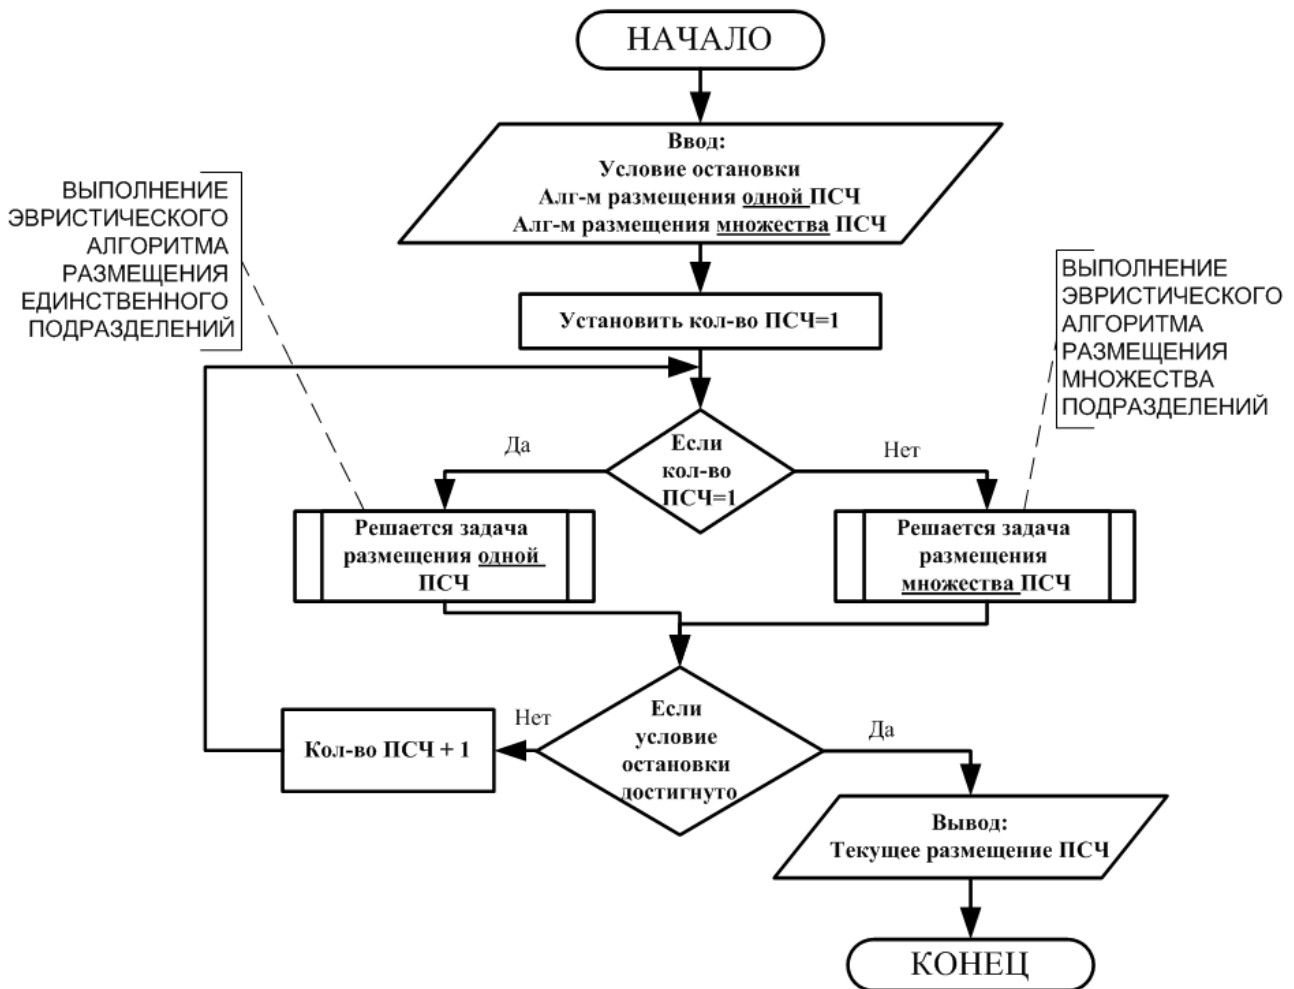 НАЧАЛО
Ввод:
Условие остановки
Алг-м размещения одной ПСЧ
Алг-м размещения множества ПСЧ
ВЫПОЛНЕНИЕ
ЭВРИСТИЧЕСКОГО
АЛГОРИТМА
РАЗМЕЩЕНИЯ
ЕДИНСТВЕННОГО
ПОДРАЗДЕЛЕНИЙ
ВЫПОЛНЕНИЕ
ЭВРИСТИЧЕСКОГО
АЛГОРИТМА
РАЗМЕЩЕНИЯ
МНОЖЕСТВА
ПОДРАЗДЕЛЕНИЙ
Установить кол-во ПСЧ=1
Если
кол-во
ПСЧ=1
Да
Нет
Решается задача
размещения одной
ПСЧ
Решается задача
размещения
множества ПСЧ
Если
условие
остановки
достигнуто
Нет
Да
Кол-во ПСЧ + 1
Вывод:
Текущее размещение ПСЧ
КОНЕЦ